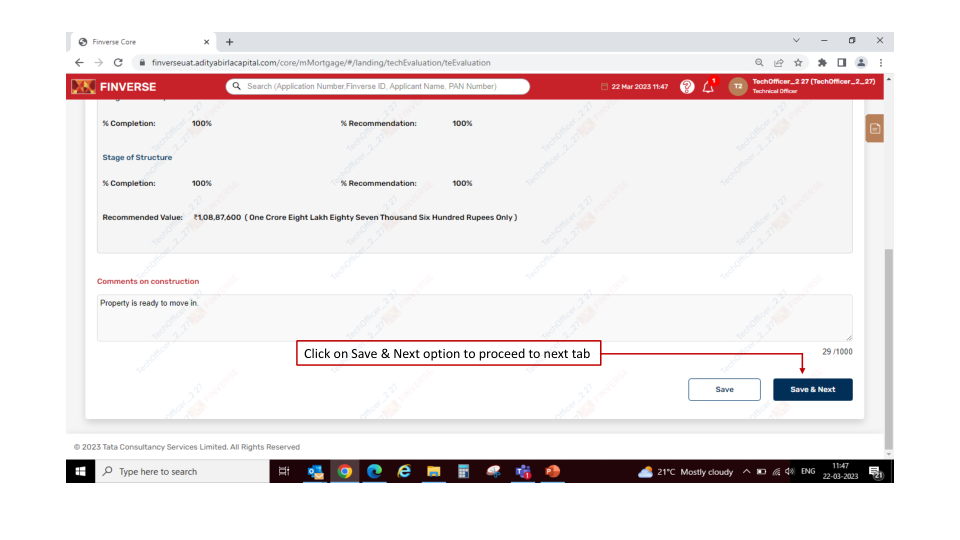 Finverse Core
finverseuat.adityabirlacapital.com/core/mMortgage/#/landing/techEvaluation/teEvaluation
FINVERSE
Search (Application Number,Finverse ID, Applicant Name, PAN Number)
22 Mar 2023 11:47
T2
TechOfficer_2 27 (TechOfficer_2_27)
Technical Officer
% Completion: 100% % Recommendation: 100%
Stage of Structure
% Completion: 100% % Recommendation: 100%
Recommended Value: ₹1,08,87,600 ( One Crore Eight Lakh Eighty Seven Thousand Six Hundred Rupees Only )
Comments on construction
Property is ready to move in.
29 /1000
Click on Save & Next option to proceed to next tab
Save
Save & Next
© 2023 Tata Consultancy Services Limited. All Rights Reserved
Type here to search
21°C Mostly cloudy
ENG
11:47
22-03-2023
21